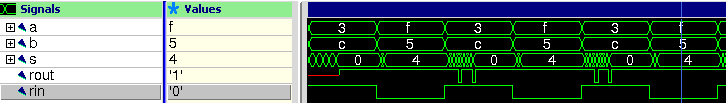 Signals Values
a f 3 f 3 f 3 f
b 5 c 5 c 5 c 5
s 4 0 4 0 4 0 4
rout '1'
rin '0'